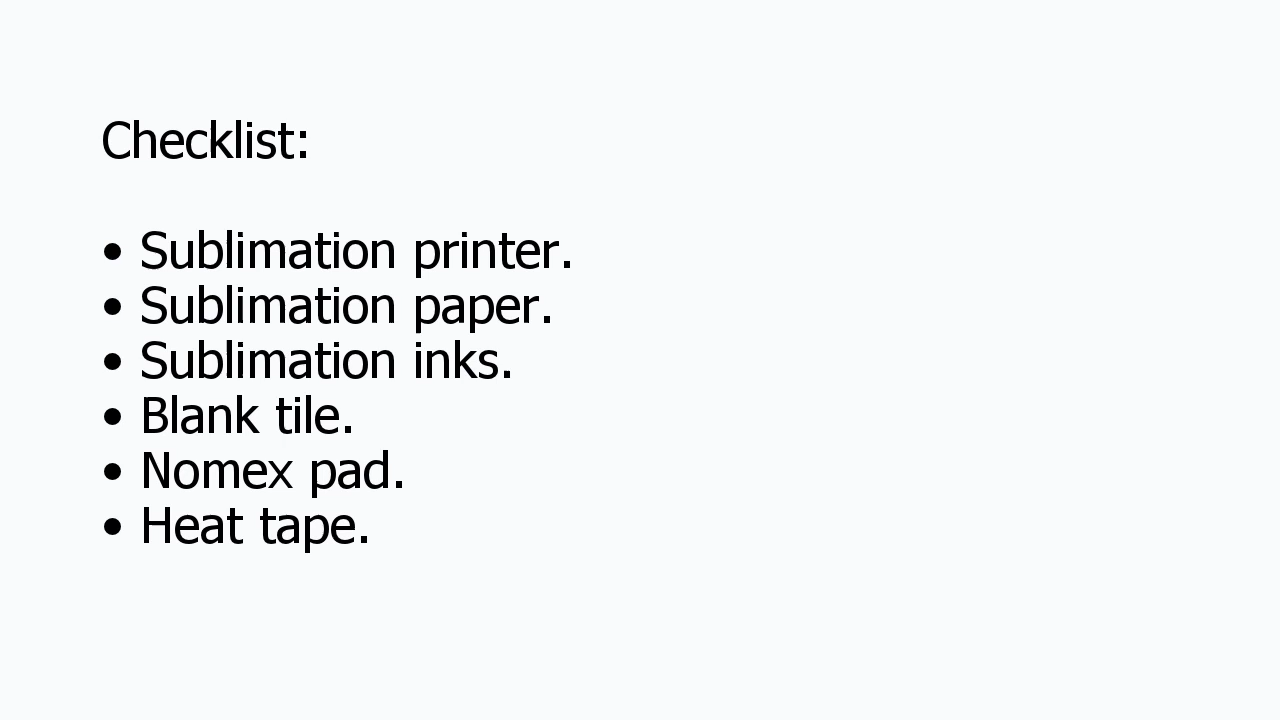 Checklist:
• Sublimation printer.
• Sublimation paper.
• Sublimation inks.
• Blank tile.
• Nomex pad.
• Heat tape.